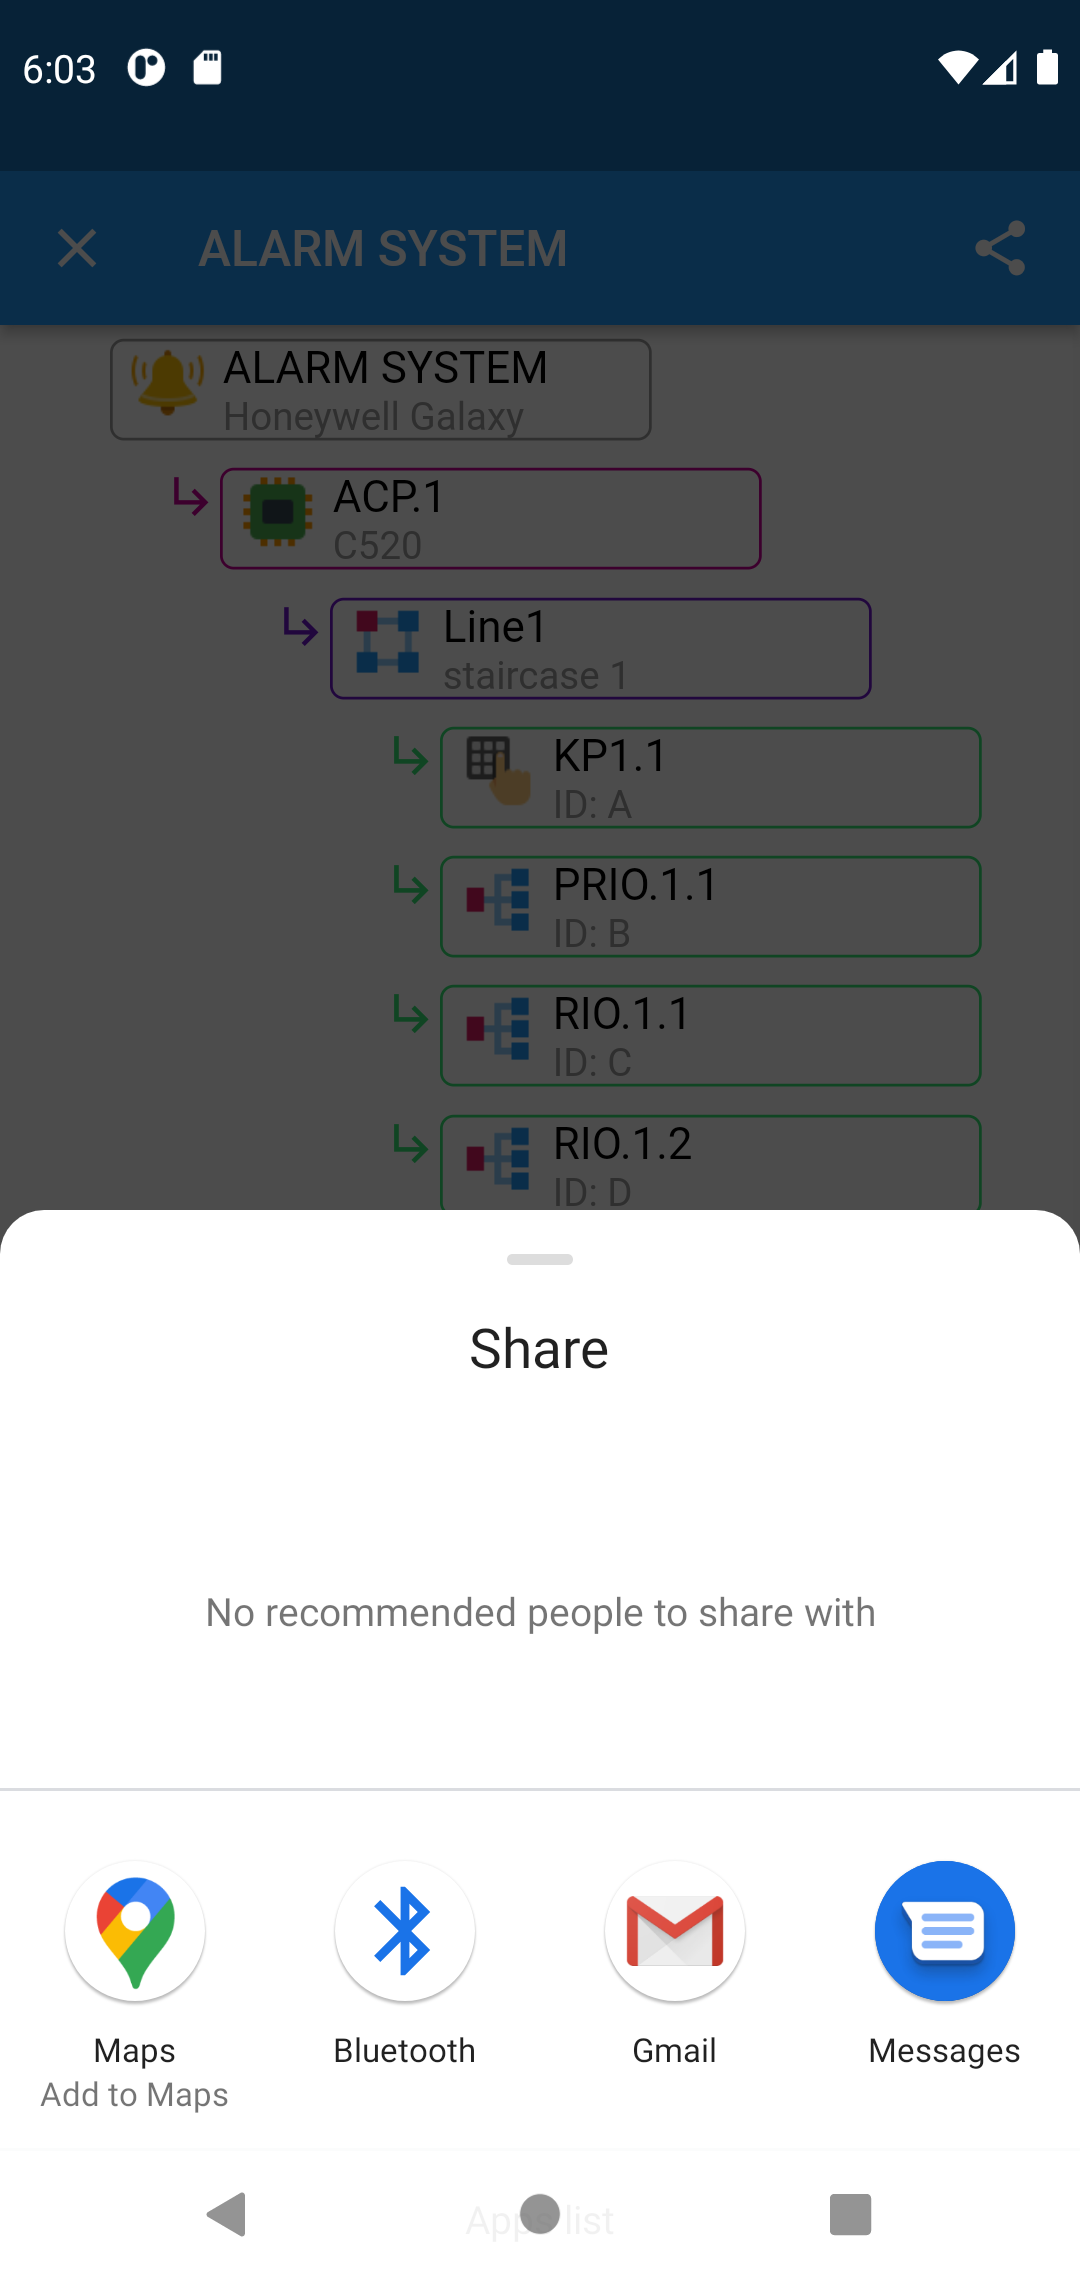 6:03
ALARM SYSTEM
ALARM SYSTEM
Honeywell Galaxy
ACP.1
C520
Line1
staircase 1
KP1.1
ID: A
PRIO.1.1
ID: B
RIO.1.1
ID: C
RIO.1.2
ID: D
Share
No recommended people to share with
Maps
Add to Maps
Bluetooth
Gmail
Messages
Apps list